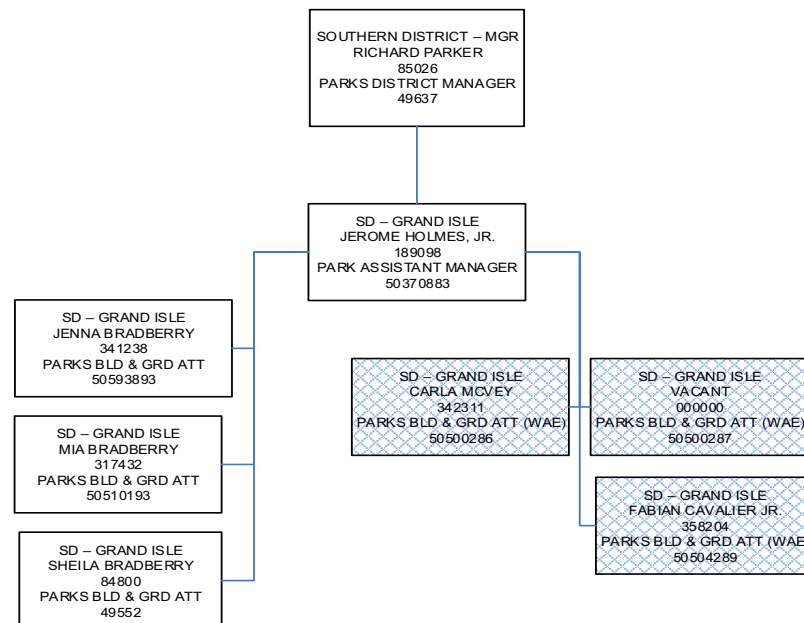 SOUTHERN DISTRICT – MGR
RICHARD PARKER
85026
PARKS DISTRICT MANAGER
49637
SD – GRAND ISLE
JEROME HOLMES, JR.
189098
PARK ASSISTANT MANAGER
50370883
SD – GRAND ISLE
JENNA BRADBERRY
341238
PARKS BLD & GRD ATT
50593893
SD – GRAND ISLE
MIA BRADBERRY
317432
PARKS BLD & GRD ATT
50510193
SD – GRAND ISLE
SHEILA BRADBERRY
84800
PARKS BLD & GRD ATT
49552
SD – GRAND ISLE
CARLA MCVEY
342311
PARKS BLD & GRD ATT (WAE)
50500286
SD – GRAND ISLE
VACANT
000000
PARKS BLD & GRD ATT (WAE)
50500287
SD – GRAND ISLE
FABIAN CAVALIER JR.
358204
PARKS BLD & GRD ATT (WAE
50504289